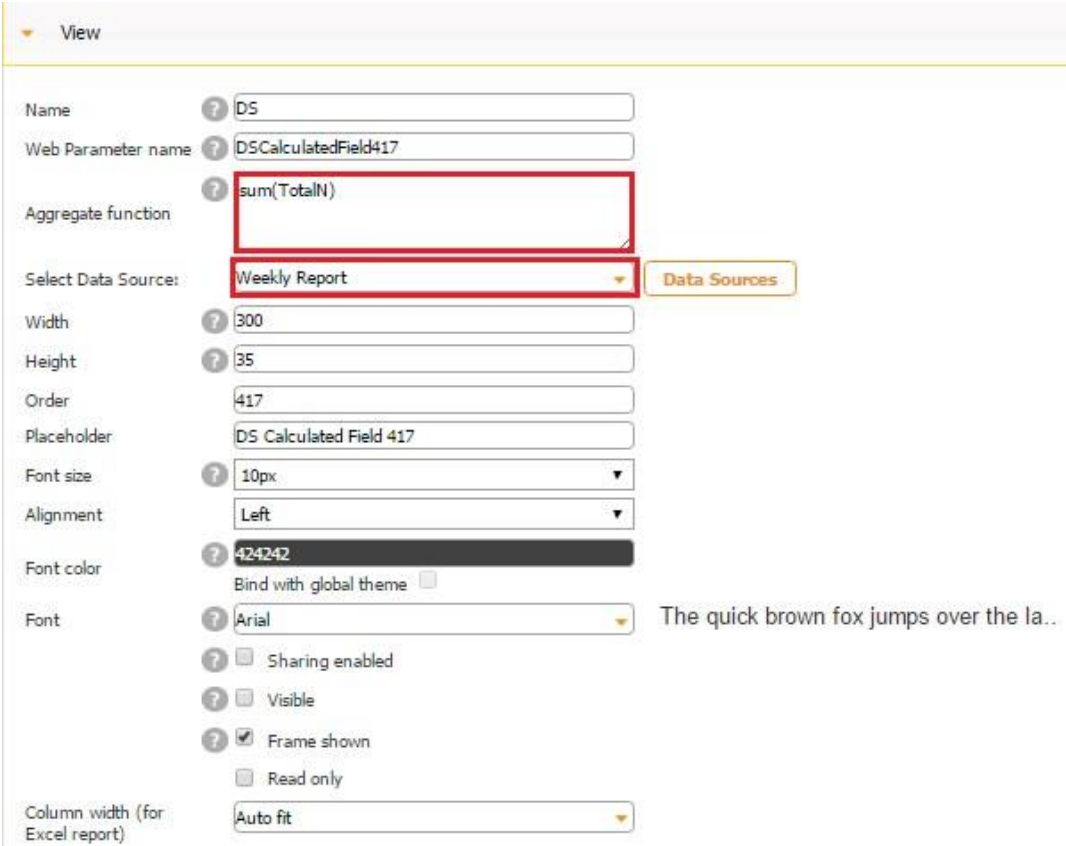 View
Name ? DS
Web Parameter name ? DSCalculatedField417
Aggregate function ? sum(TotalN)
Select Data Source: Weekly Report Data Sources
Width ? 300
Height ? 35
Order 417
Placeholder DS Calculated Field 417
Font size ? 10px
Alignment Left
Font color ? 424242
Bind with global theme
Font ? Arial The quick brown fox jumps over the la..
? Sharing enabled
? Visible
? Frame shown
Read only
Column width (for
Excel report) Auto fit